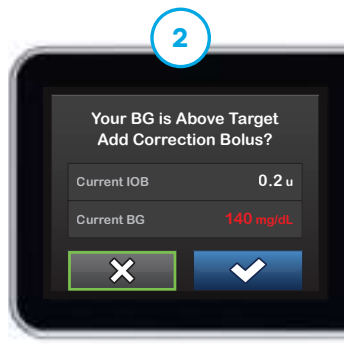 2
Your BG is Above Target
Add Correction Bolus?
Current IOB 0.2 u
Current BG 140 mg/dL